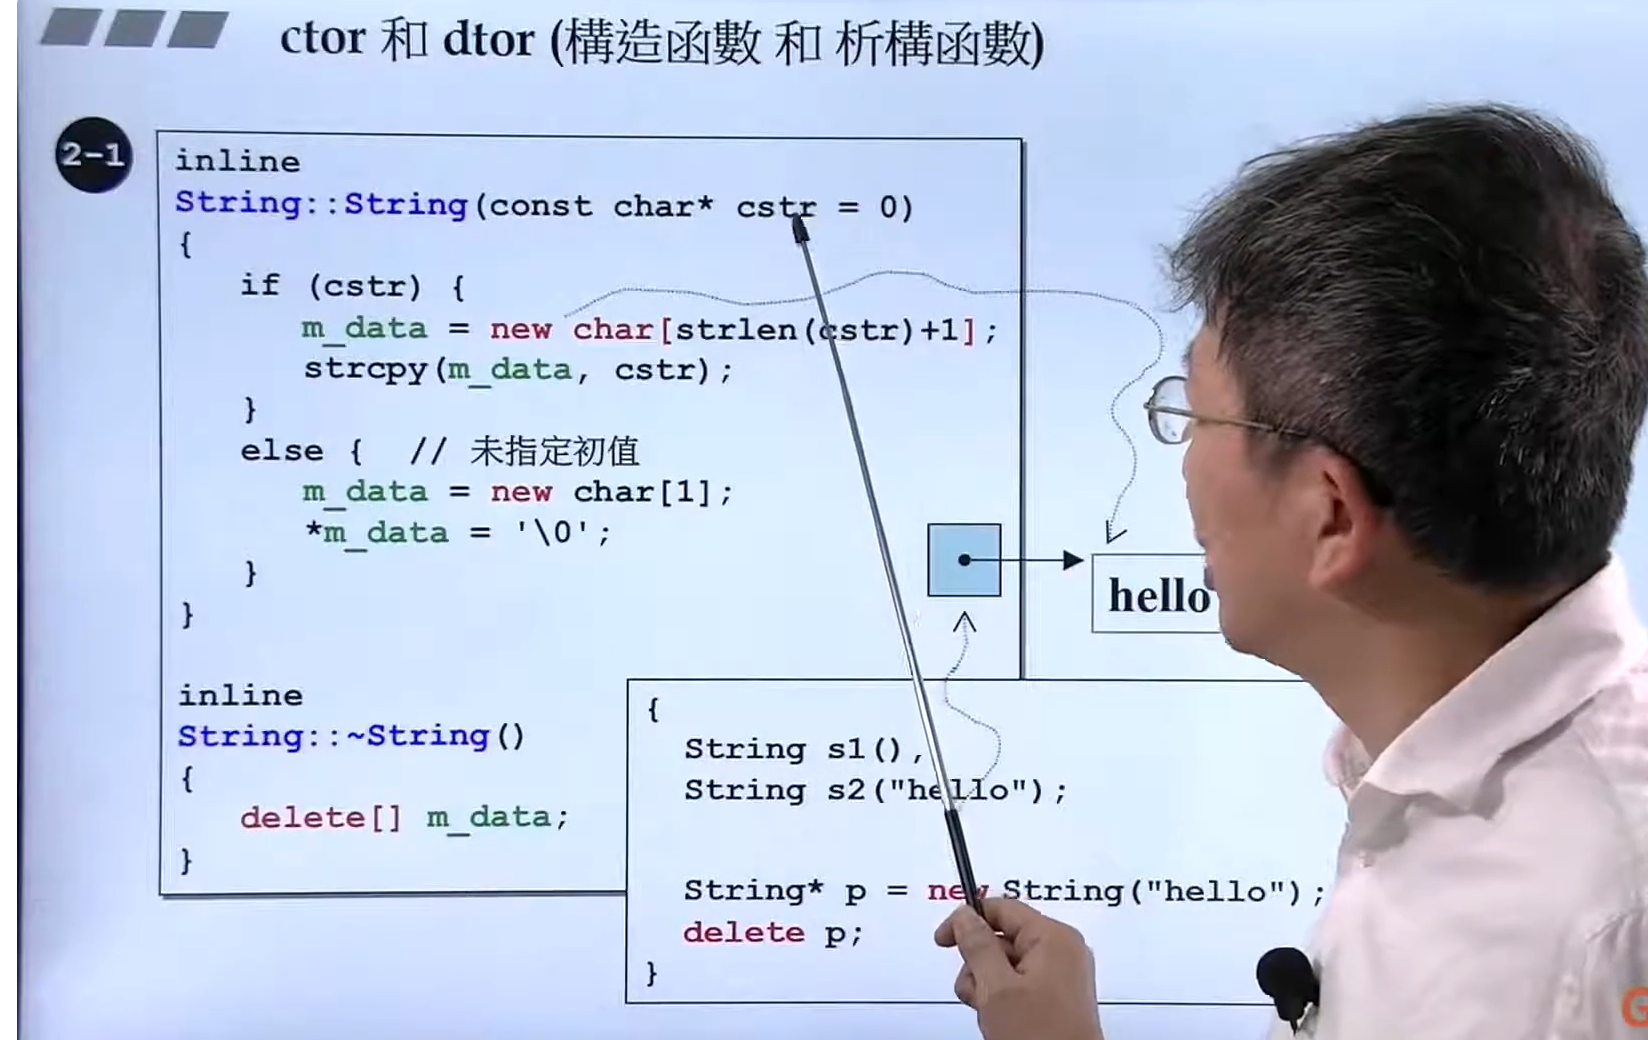 ctor 和 dtor (構造函數 和 析構函數)
2-1
inline
String::String(const char* cstr = 0)
{
if (cstr) {
m_data = new char[strlen(cstr)+1];
strcpy(m_data, cstr);
}
else { // 未指定初值
m_data = new char[1];
*m_data = '\0';
}
}
hello
inline
String::~String()
{
delete[] m_data;
}
{
String s1(),
String s2("hello");
String* p = new String("hello");
delete p;
}
G